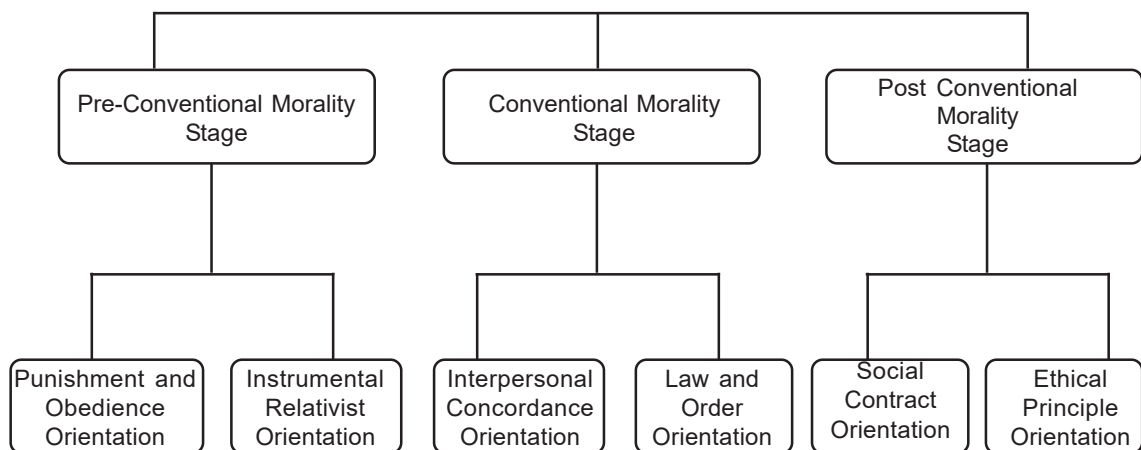 Pre-Conventional Morality
Stage
Conventional Morality
Stage
Post Conventional
Morality
Stage
Punishment and
Obedience
Orientation
Instrumental
Relativist
Orientation
Interpersonal
Concordance
Orientation
Law and
Order
Orientation
Social
Contract
Orientation
Ethical
Principle
Orientation